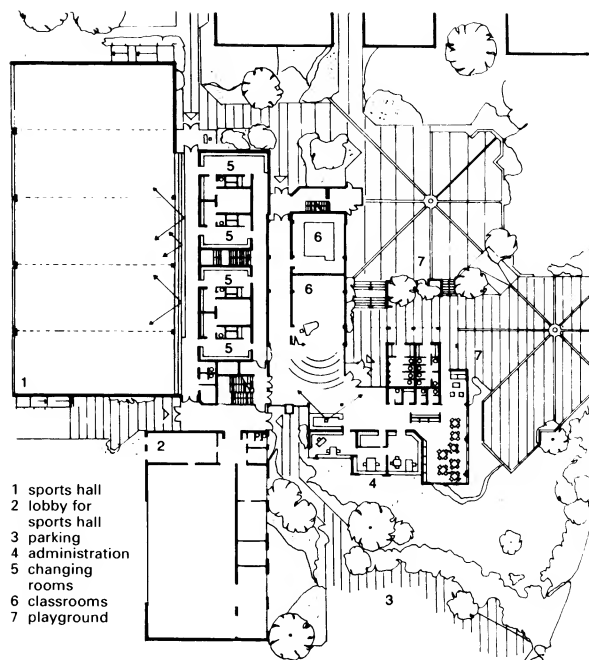 5
5
6
7
5
6
5
7
5
1
2
4
3
1 sports hall
2 lobby for
sports hall
3 parking
4 administration
5 changing
rooms
6 classrooms
7 playground